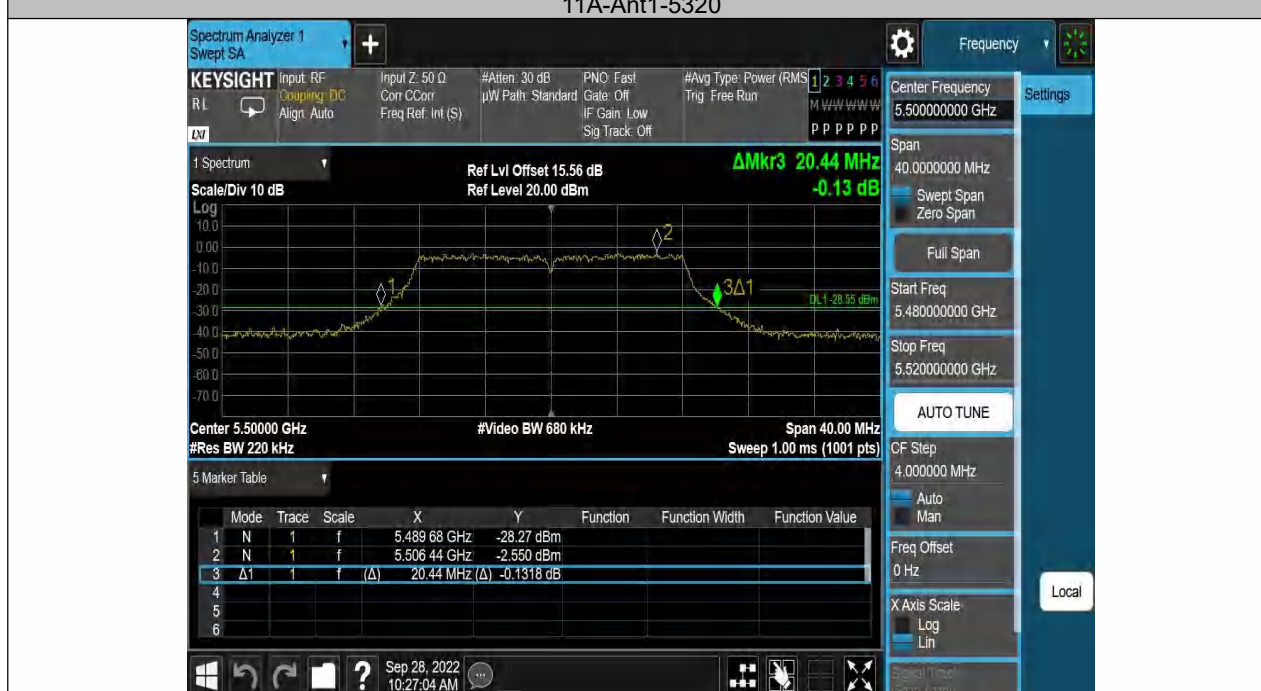 11A-Ant1-5320
Spectrum Analyzer 1
Swept SA
+
Frequency
KEYSIGHT
RL
LXI
Input: RF
Coupling: DC
Align: Auto
Input Z: 50 Ω
Corr CCorr
Freq Ref: Int (S)
#Atten: 30 dB
µW Path: Standard
PNO: Fast
Gate: Off
IF Gain: Low
Sig Track: Off
#Avg Type: Power (RMS
Trig: Free Run
1 2 3 4 5 6
M W W W W W
P P P P P P
Center Frequency
5.500000000 GHz
Settings
1 Spectrum
Scale/Div 10 dB
Ref Lvl Offset 15.56 dB
Ref Level 20.00 dBm
ΔMkr3 20.44 MHz
-0.13 dB
Log
10.0
0.00
-10.0
-20.0
-30.0
-40.0
-50.0
-60.0
-70.0
1
2
3Δ1
DL1 -28.55 dBm
Center 5.50000 GHz
#Res BW 220 kHz
#Video BW 680 kHz
Span 40.00 MHz
Sweep 1.00 ms (1001 pts)
Span
40.0000000 MHz
Swept Span
Zero Span
Full Span
Start Freq
5.480000000 GHz
Stop Freq
5.520000000 GHz
AUTO TUNE
CF Step
4.000000 MHz
Auto
Man
Freq Offset
0 Hz
X Axis Scale
Log
Lin
Local
5 Marker Table
Mode Trace Scale X Y Function Function Width Function Value
1 N 1 f 5.489 68 GHz -28.27 dBm
2 N 1 f 5.506 44 GHz -2.550 dBm
3 Δ1 1 f (Δ) 20.44 MHz (Δ) -0.1318 dB
4
5
6
?
Sep 28, 2022
10:27:04 AM